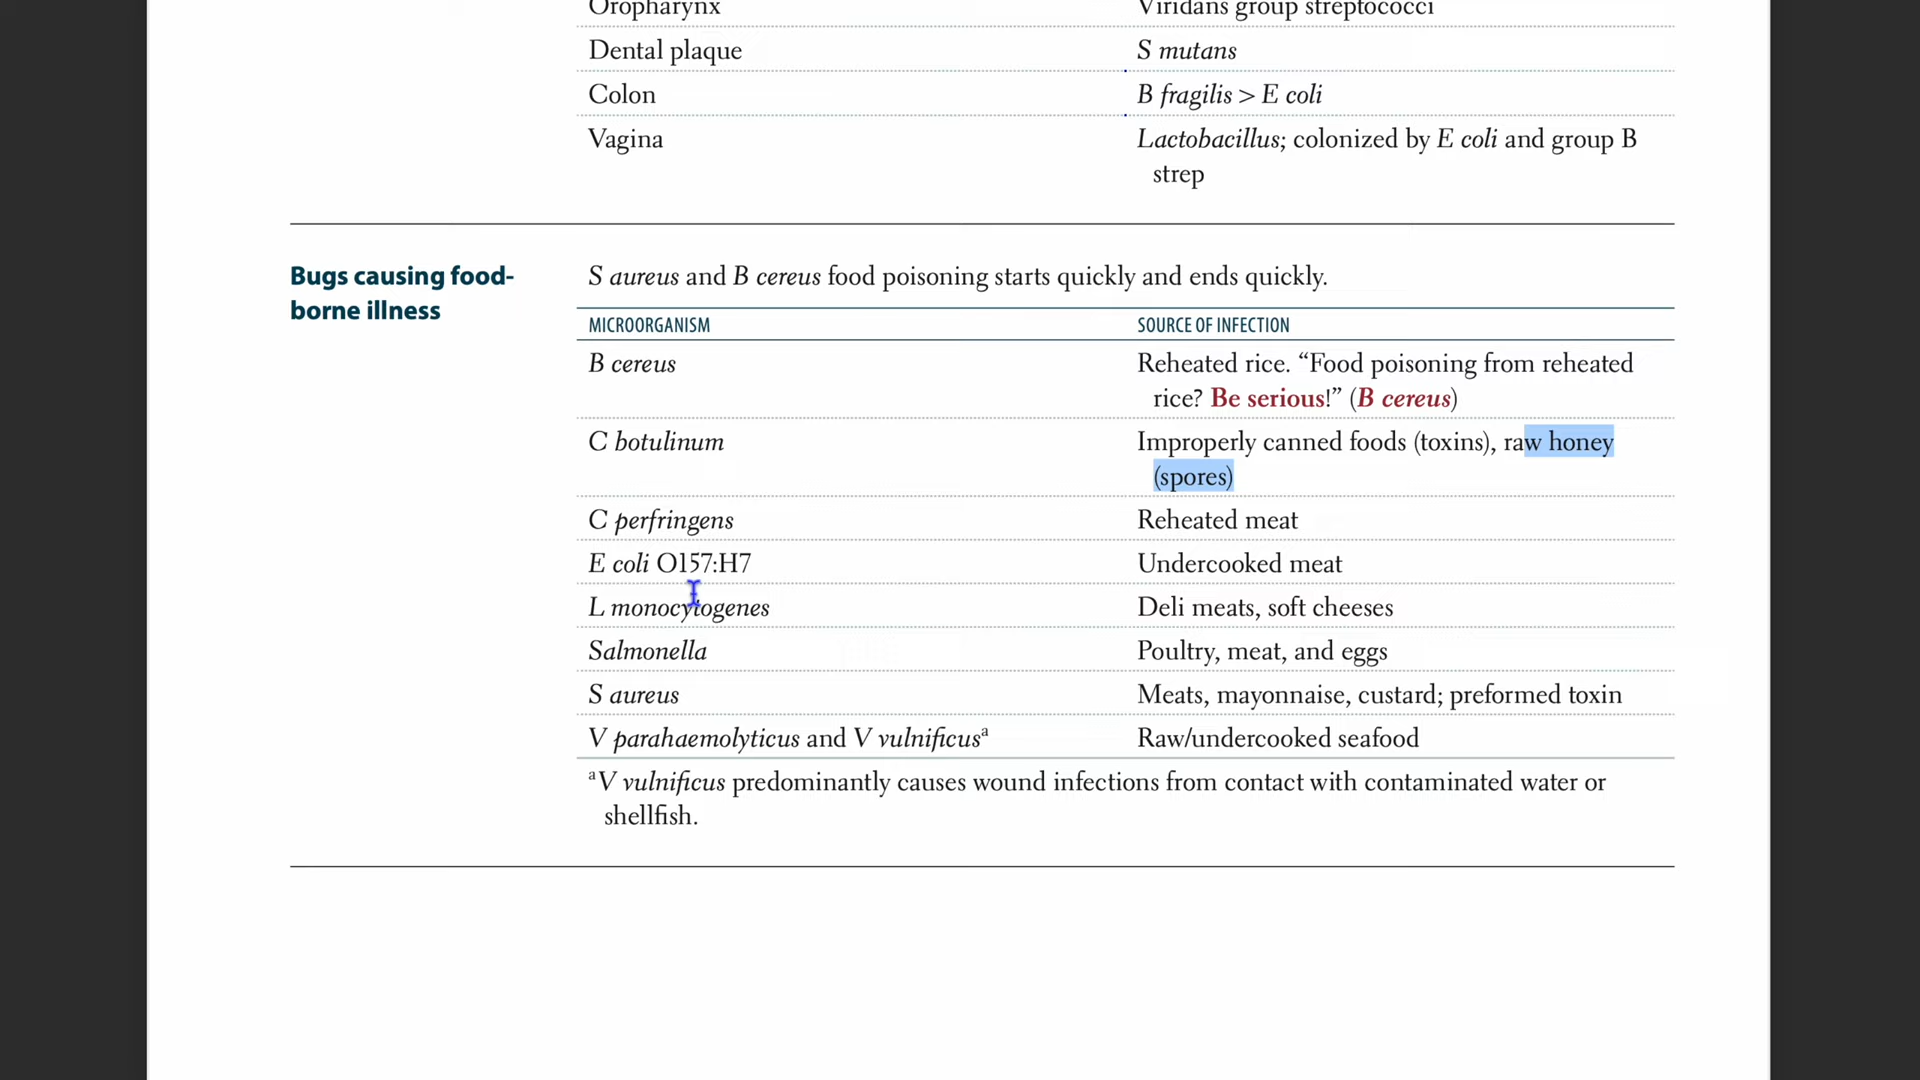 Oropharynx
Viridans group streptococci
Dental plaque
S mutans
Colon
B fragilis > E coli
Vagina
Lactobacillus; colonized by E coli and group B
strep
Bugs causing food-
borne illness
S aureus and B cereus food poisoning starts quickly and ends quickly.
MICROORGANISM
SOURCE OF INFECTION
B cereus
Reheated rice. “Food poisoning from reheated
rice? Be serious!” (B cereus)
C botulinum
Improperly canned foods (toxins), raw honey
(spores)
C perfringens
Reheated meat
E coli O157:H7
Undercooked meat
L monocytogenes
Deli meats, soft cheeses
Salmonella
Poultry, meat, and eggs
S aureus
Meats, mayonnaise, custard; preformed toxin
V parahaemolyticus and V vulnificusª
Raw/undercooked seafood
ªV vulnificus predominantly causes wound infections from contact with contaminated water or
shellfish.